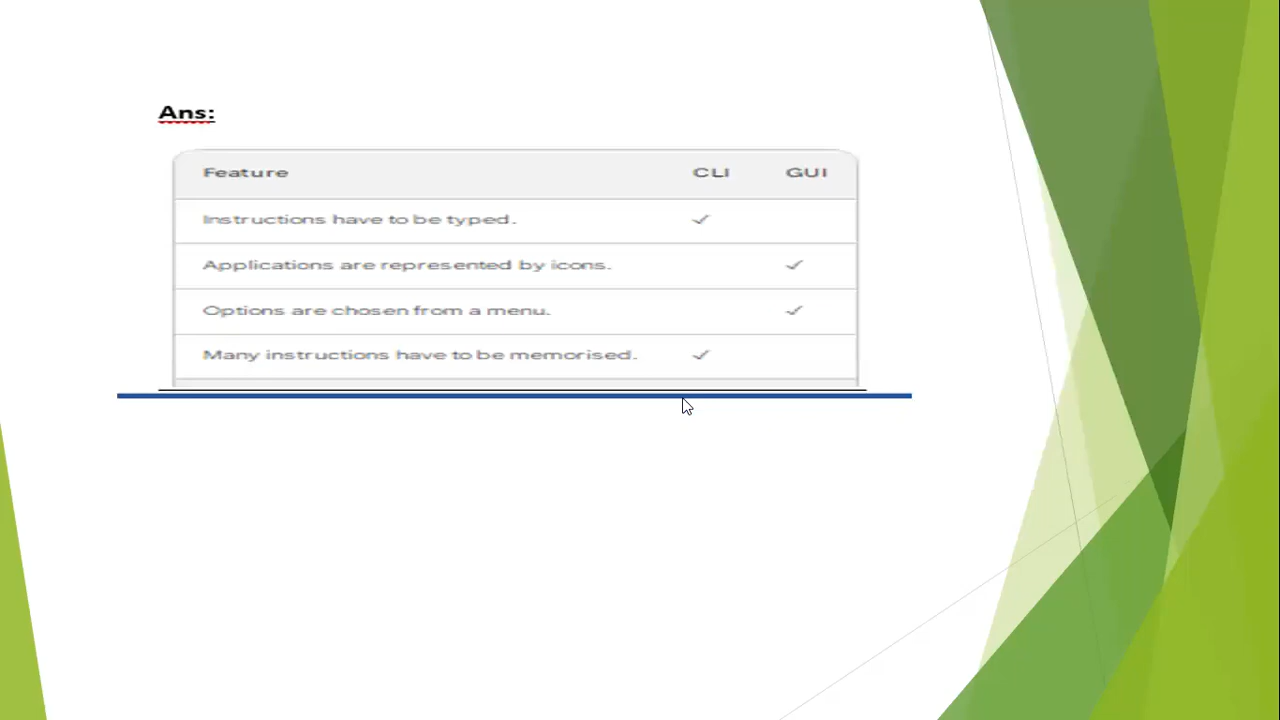 Ans:
Feature CLI GUI
Instructions have to be typed. ✓
Applications are represented by icons. ✓
Options are chosen from a menu. ✓
Many instructions have to be memorised. ✓